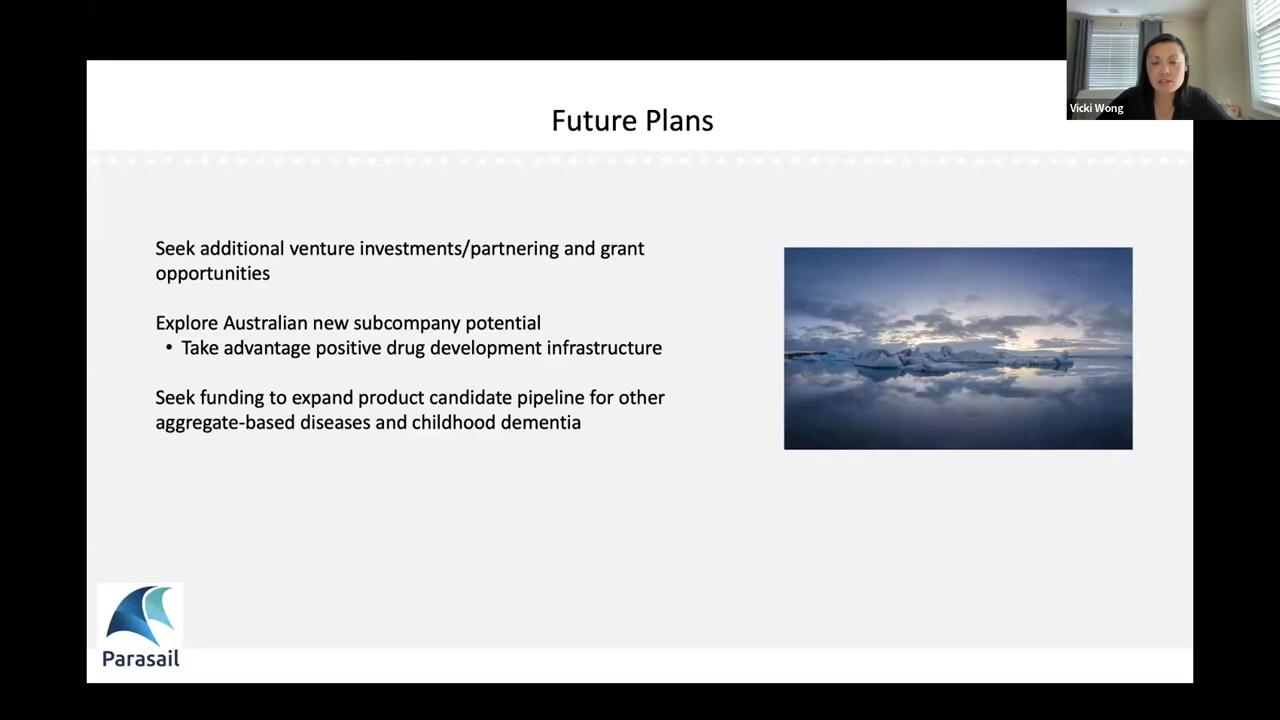 Vicki Wong
Future Plans
Seek additional venture investments/partnering and grant
opportunities
Explore Australian new subcompany potential
• Take advantage positive drug development infrastructure
Seek funding to expand product candidate pipeline for other
aggregate-based diseases and childhood dementia
Parasail